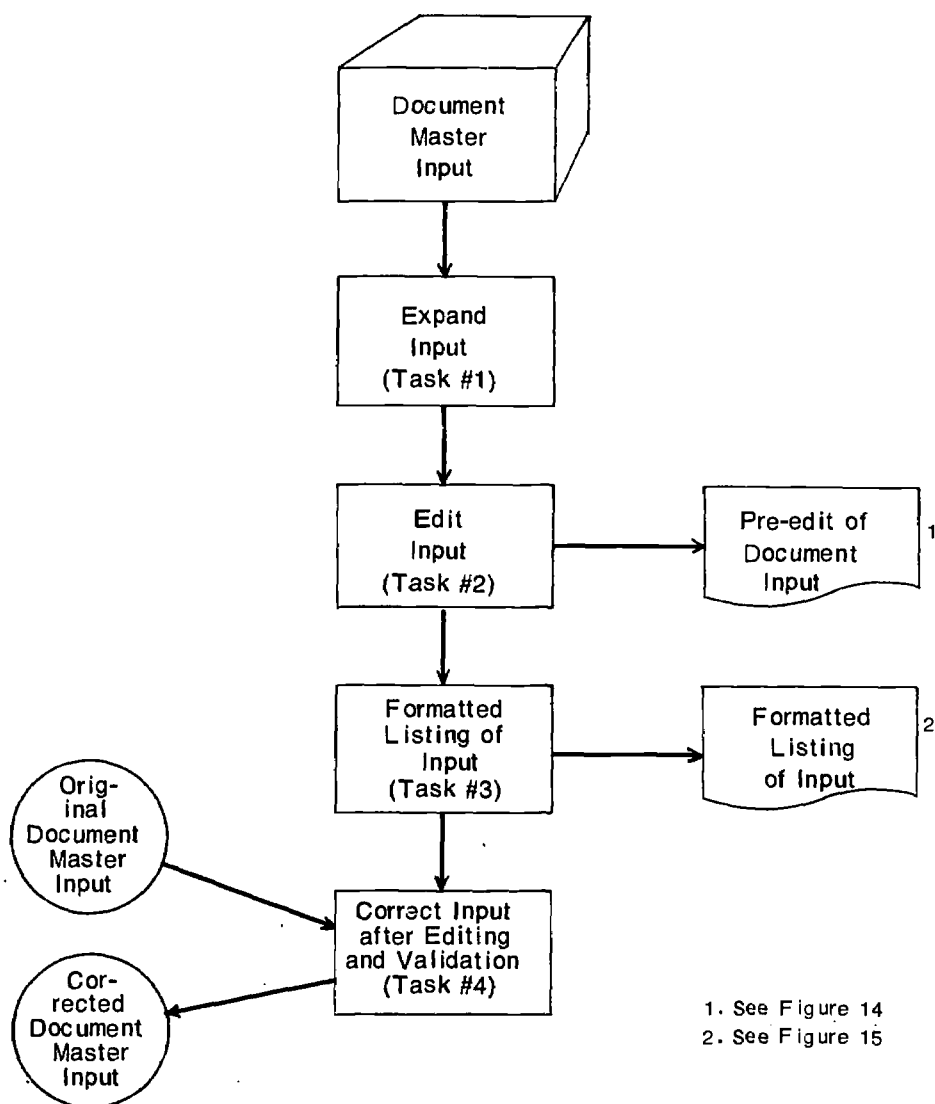 Document
Master
Input
Expand
Input
(Task #1)
Edit
Input
(Task #2)
Pre-edit of
Document
Input
1
Formatted
Listing of
Input
(Task #3)
Formatted
Listing
of Input
2
Orig-
inal
Document
Master
Input
Correct Input
after Editing
and Validation
(Task #4)
Cor-
rected
Document
Master
Input
1. See Figure 14
2. See Figure 15